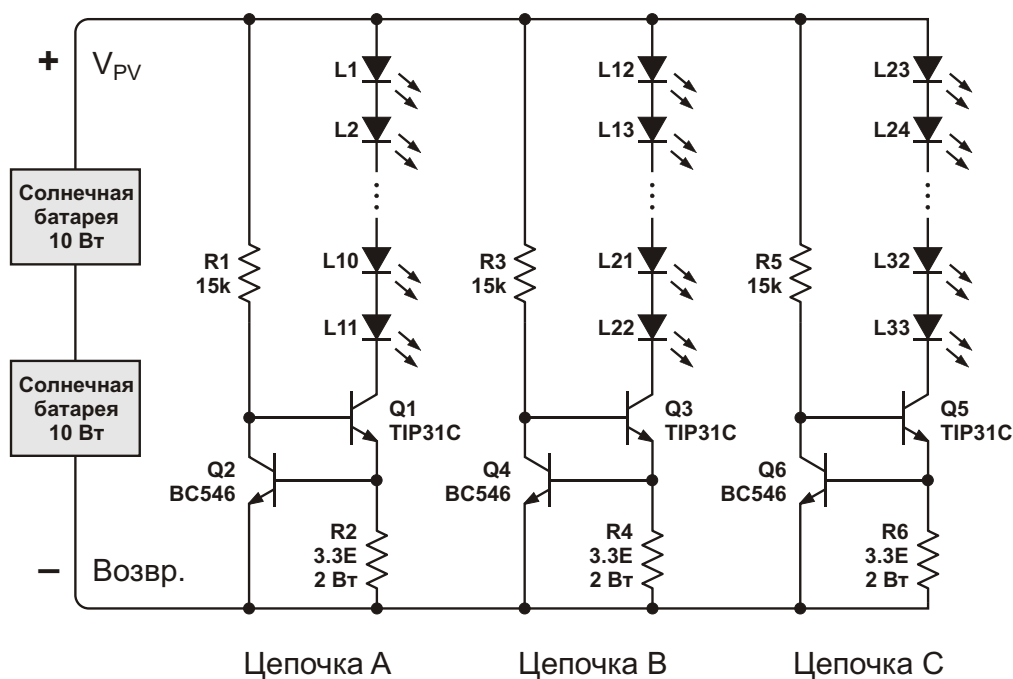 +
V_PV
Солнечная
батарея
10 Вт
Солнечная
батарея
10 Вт
–
Возвр.
L1
L2
L10
L11
R1
15k
Q1
TIP31C
Q2
BC546
R2
3.3E
2 Вт
Цепочка A
L12
L13
L21
L22
R3
15k
Q3
TIP31C
Q4
BC546
R4
3.3E
2 Вт
Цепочка B
L23
L24
L32
L33
R5
15k
Q5
TIP31C
Q6
BC546
R6
3.3E
2 Вт
Цепочка C